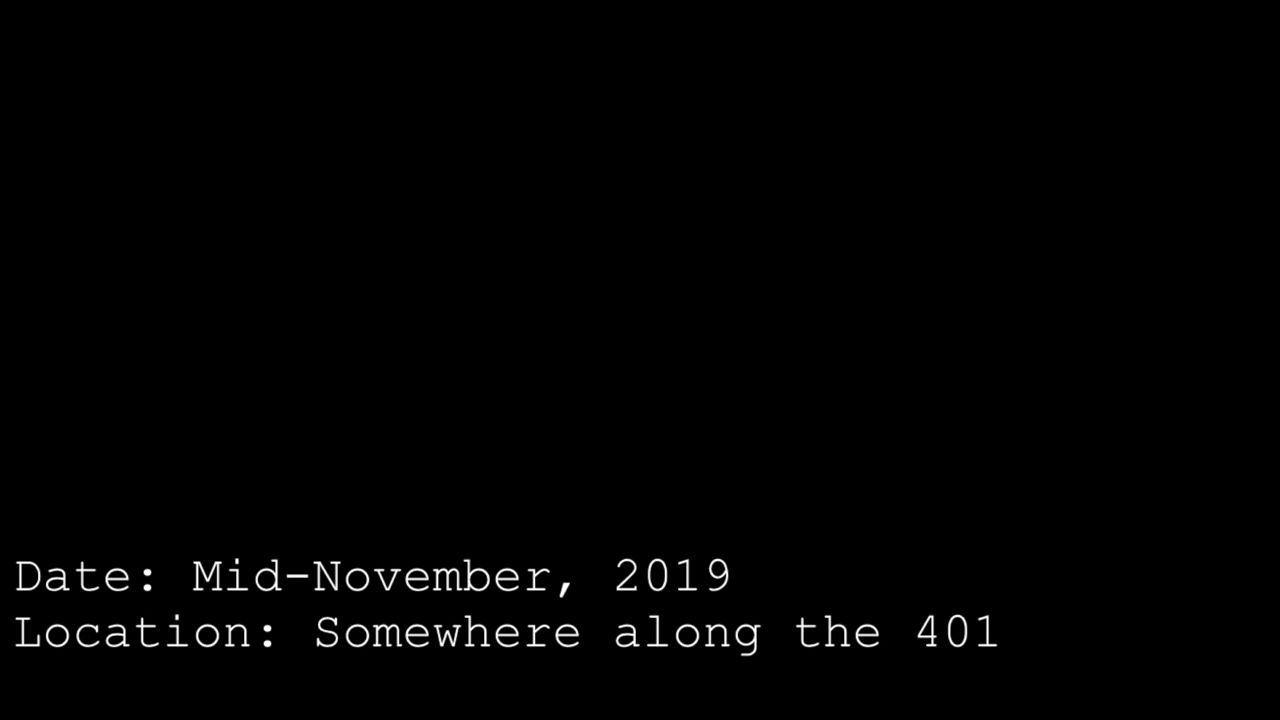 Date: Mid-November, 2019
Location: Somewhere along the 401